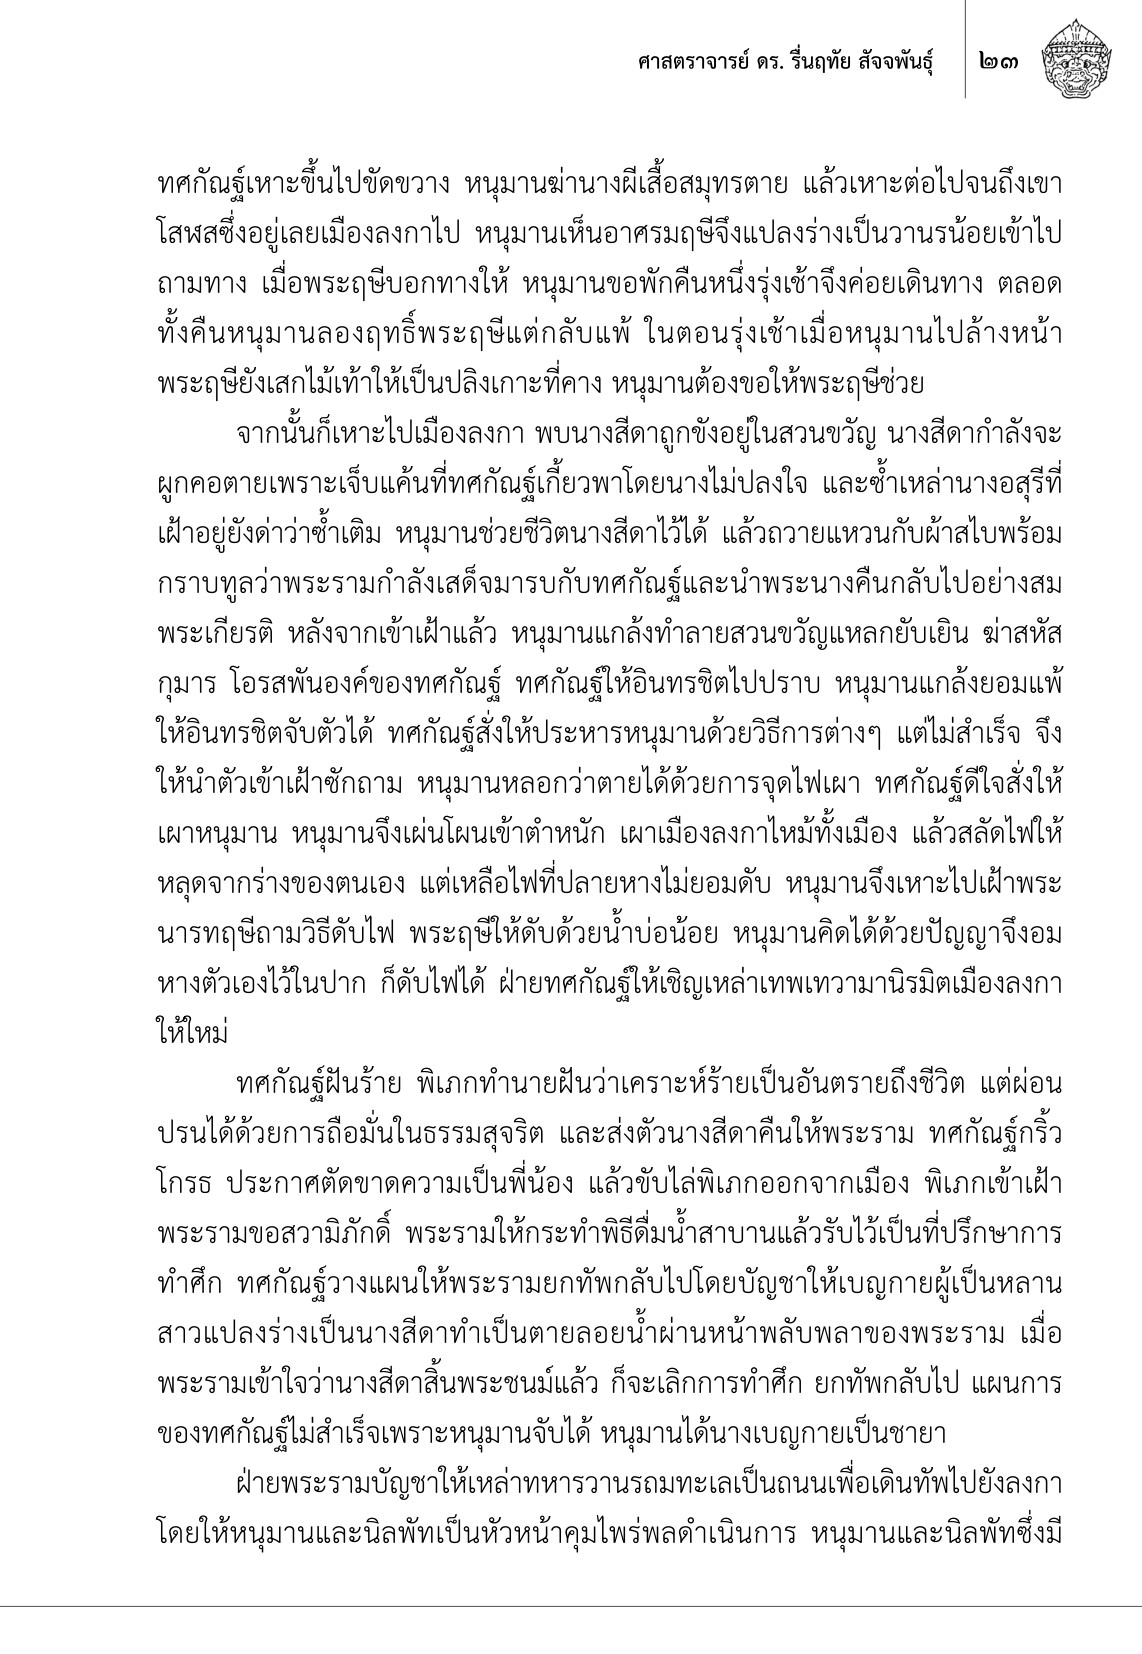 ศาสตราจารย์ ดร. รื่นฤทัย สัจจพันธุ์ ๒๓
ทศกัณฐ์เหาะขึ้นไปขัดขวาง หนุมานฆ่านางผีเสื้อสมุทรตาย แล้วเหาะต่อไปจนถึงเขา
โสฬสซึ่งอยู่เลยเมืองลงกาไป หนุมานเห็นอาศรมฤษีจึงแปลงร่างเป็นวานรน้อยเข้าไป
ถามทาง เมื่อพระฤษีบอกทางให้ หนุมานขอพักคืนหนึ่งรุ่งเช้าจึงค่อยเดินทาง ตลอด
ทั้งคืนหนุมานลองฤทธิ์พระฤษีแต่กลับแพ้ ในตอนรุ่งเช้าเมื่อหนุมานไปล้างหน้า
พระฤษียังเสกไม้เท้าให้เป็นปลิงเกาะที่คาง หนุมานต้องขอให้พระฤษีช่วย
จากนั้นก็เหาะไปเมืองลงกา พบนางสีดาถูกขังอยู่ในสวนขวัญ นางสีดากำลังจะ
ผูกคอตายเพราะเจ็บแค้นที่ทศกัณฐ์เกี้ยวพาโดยนางไม่ปลงใจ และซ้ำเหล่านางอสุรีที่
เฝ้าอยู่ยังด่าว่าซ้ำเติม หนุมานช่วยชีวิตนางสีดาไว้ได้ แล้วถวายแหวนกับผ้าสไบพร้อม
กราบทูลว่าพระรามกำลังเสด็จมารบกับทศกัณฐ์และนำพระนางคืนกลับไปอย่างสม
พระเกียรติ หลังจากเข้าเฝ้าแล้ว หนุมานแกล้งทำลายสวนขวัญแหลกยับเยิน ฆ่าสหัส
กุมาร โอรสพันองค์ของทศกัณฐ์ ทศกัณฐ์ให้อินทรชิตไปปราบ หนุมานแกล้งยอมแพ้
ให้อินทรชิตจับตัวได้ ทศกัณฐ์สั่งให้ประหารหนุมานด้วยวิธีการต่างๆ แต่ไม่สำเร็จ จึง
ให้นำตัวเข้าเฝ้าซักถาม หนุมานหลอกว่าตายได้ด้วยการจุดไฟเผา ทศกัณฐ์ดีใจสั่งให้
เผาหนุมาน หนุมานจึงเผ่นโผนเข้าตำหนัก เผาเมืองลงกาไหม้ทั้งเมือง แล้วสลัดไฟให้
หลุดจากร่างของตนเอง แต่เหลือไฟที่ปลายหางไม่ยอมดับ หนุมานจึงเหาะไปเฝ้าพระ
นารทฤษีถามวิธีดับไฟ พระฤษีให้ดับด้วยน้ำบ่อน้อย หนุมานคิดได้ด้วยปัญญาจึงอม
หางตัวเองไว้ในปาก ก็ดับไฟได้ ฝ่ายทศกัณฐ์ให้เชิญเหล่าเทพเทวามานิรมิตเมืองลงกา
ให้ใหม่
ทศกัณฐ์ฝันร้าย พิเภกทำนายฝันว่าเคราะห์ร้ายเป็นอันตรายถึงชีวิต แต่ผ่อน
ปรนได้ด้วยการถือมั่นในธรรมสุจริต และส่งตัวนางสีดาคืนให้พระราม ทศกัณฐ์กริ้ว
โกรธ ประกาศตัดขาดความเป็นพี่น้อง แล้วขับไล่พิเภกออกจากเมือง พิเภกเข้าเฝ้า
พระรามขอสวามิภักดิ์ พระรามให้กระทำพิธีดื่มน้ำสาบานแล้วรับไว้เป็นที่ปรึกษาการ
ทำศึก ทศกัณฐ์วางแผนให้พระรามยกทัพกลับไปโดยบัญชาให้เบญกายผู้เป็นหลาน
สาวแปลงร่างเป็นนางสีดาทำเป็นตายลอยน้ำผ่านหน้าพลับพลาของพระราม เมื่อ
พระรามเข้าใจว่านางสีดาสิ้นพระชนม์แล้ว ก็จะเลิกการทำศึก ยกทัพกลับไป แผนการ
ของทศกัณฐ์ไม่สำเร็จเพราะหนุมานจับได้ หนุมานได้นางเบญกายเป็นชายา
ฝ่ายพระรามบัญชาให้เหล่าทหารวานรถมทะเลเป็นถนนเพื่อเดินทัพไปยังลงกา
โดยให้หนุมานและนิลพัทเป็นหัวหน้าคุมไพร่พลดำเนินการ หนุมานและนิลพัทซึ่งมี